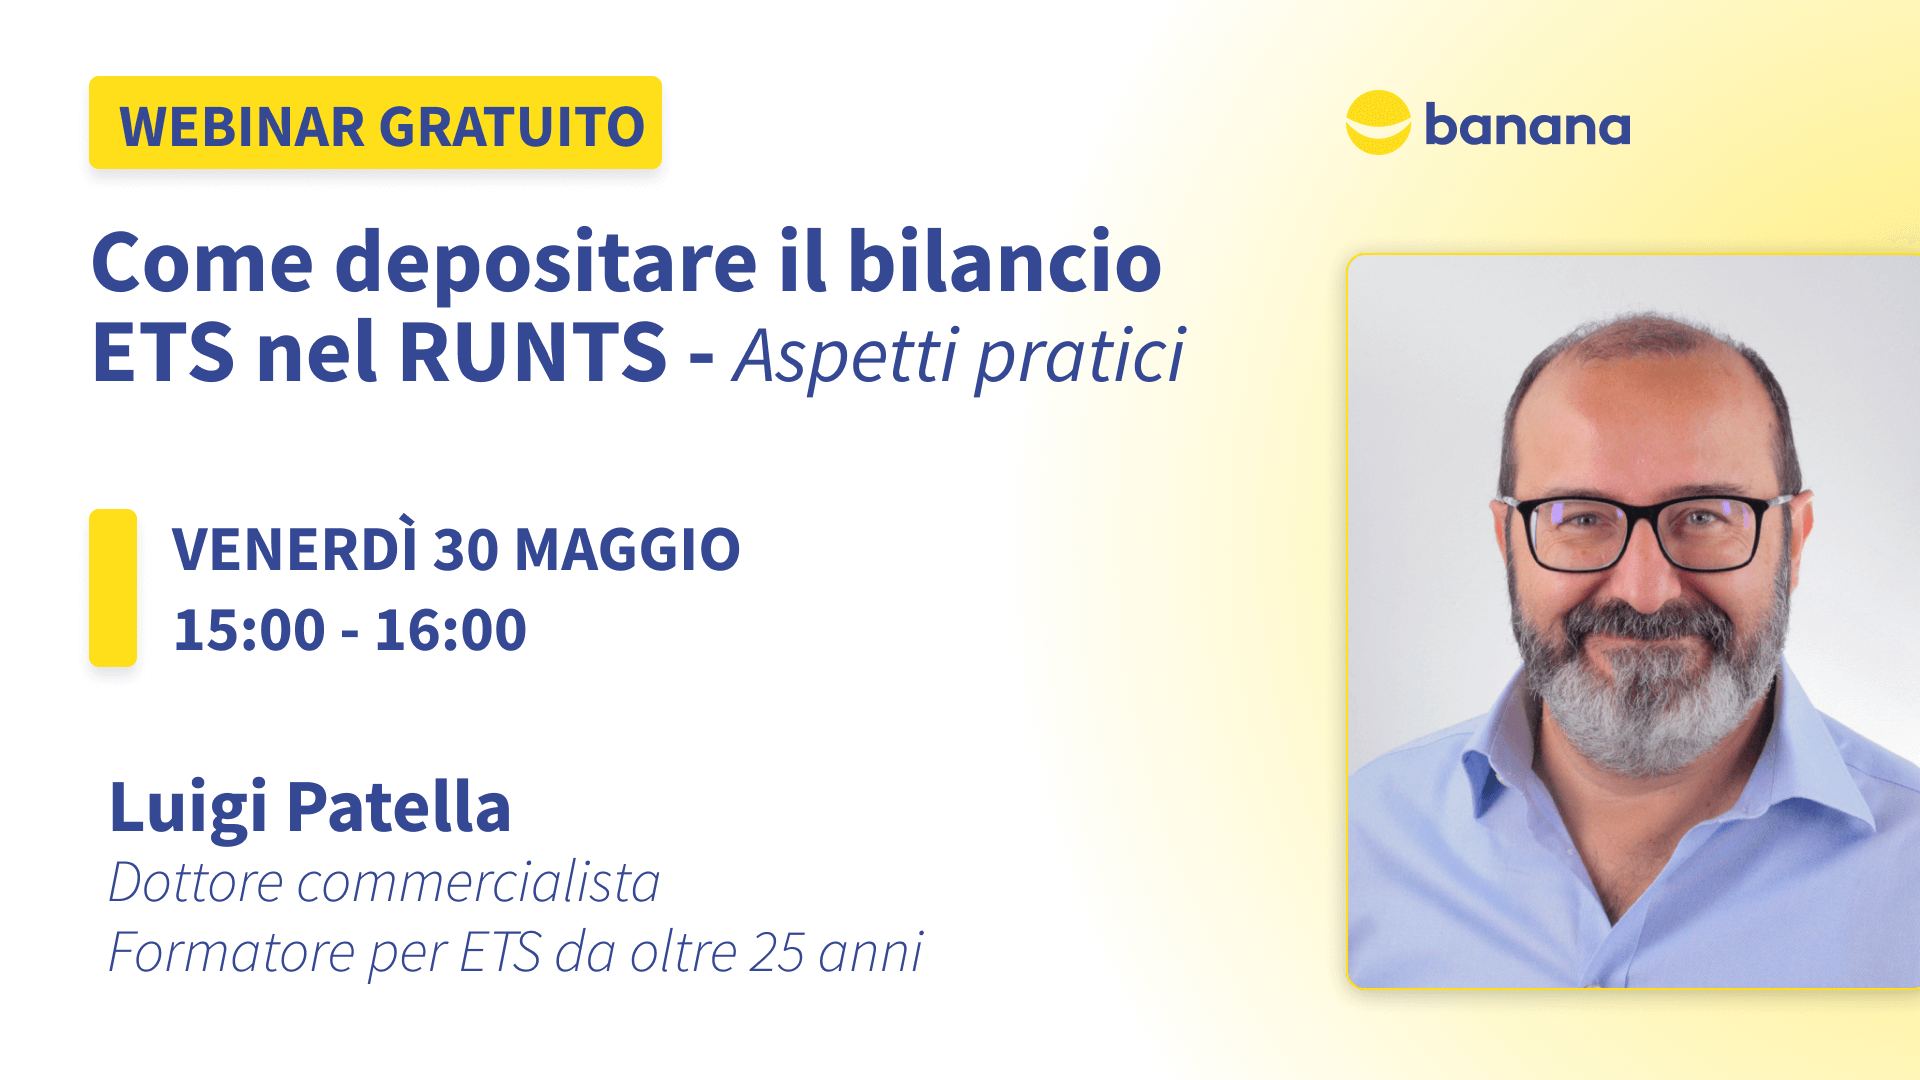 WEBINAR GRATUITO
banana
Come depositare il bilancio
ETS nel RUNTS - Aspetti pratici
VENERDÌ 30 MAGGIO
15:00 - 16:00
Luigi Patella
Dottore commercialista
Formatore per ETS da oltre 25 anni